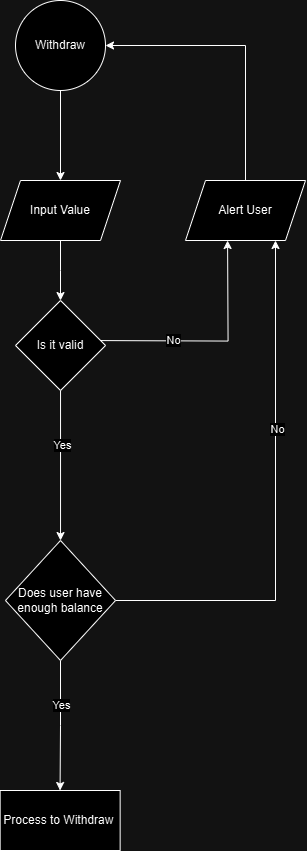 Withdraw
Input Value
Alert User
Is it valid
No
No
Yes
Does user have
enough balance
Yes
Process to Withdraw